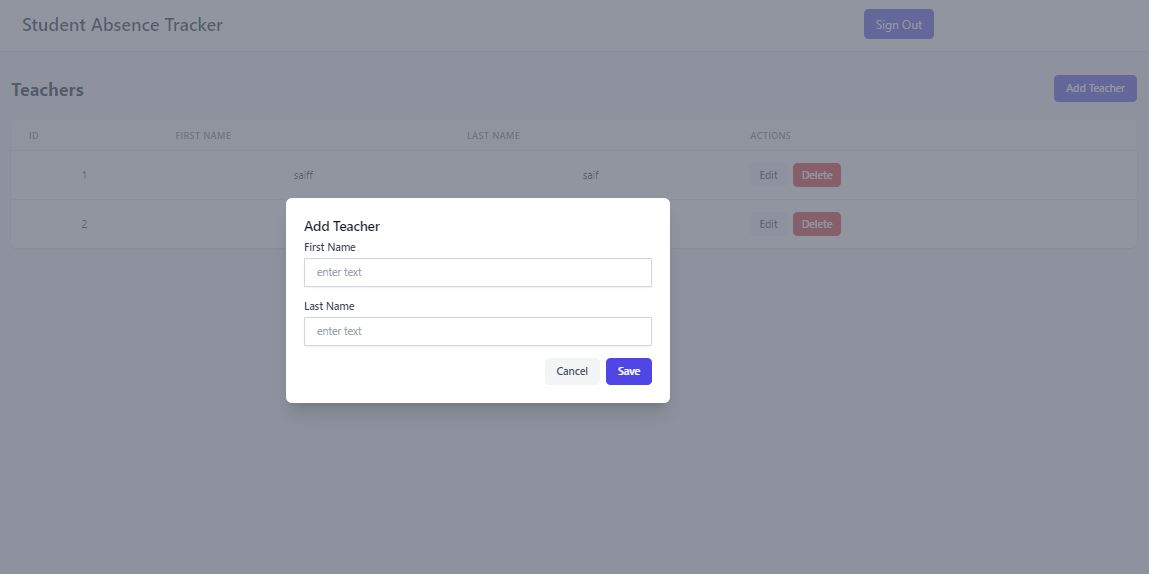 Student Absence Tracker
Sign Out
Teachers
Add Teacher
ID FIRST NAME LAST NAME ACTIONS
1 saiff saif Edit Delete
2 Edit Delete
Add Teacher
First Name
enter text
Last Name
enter text
Cancel Save